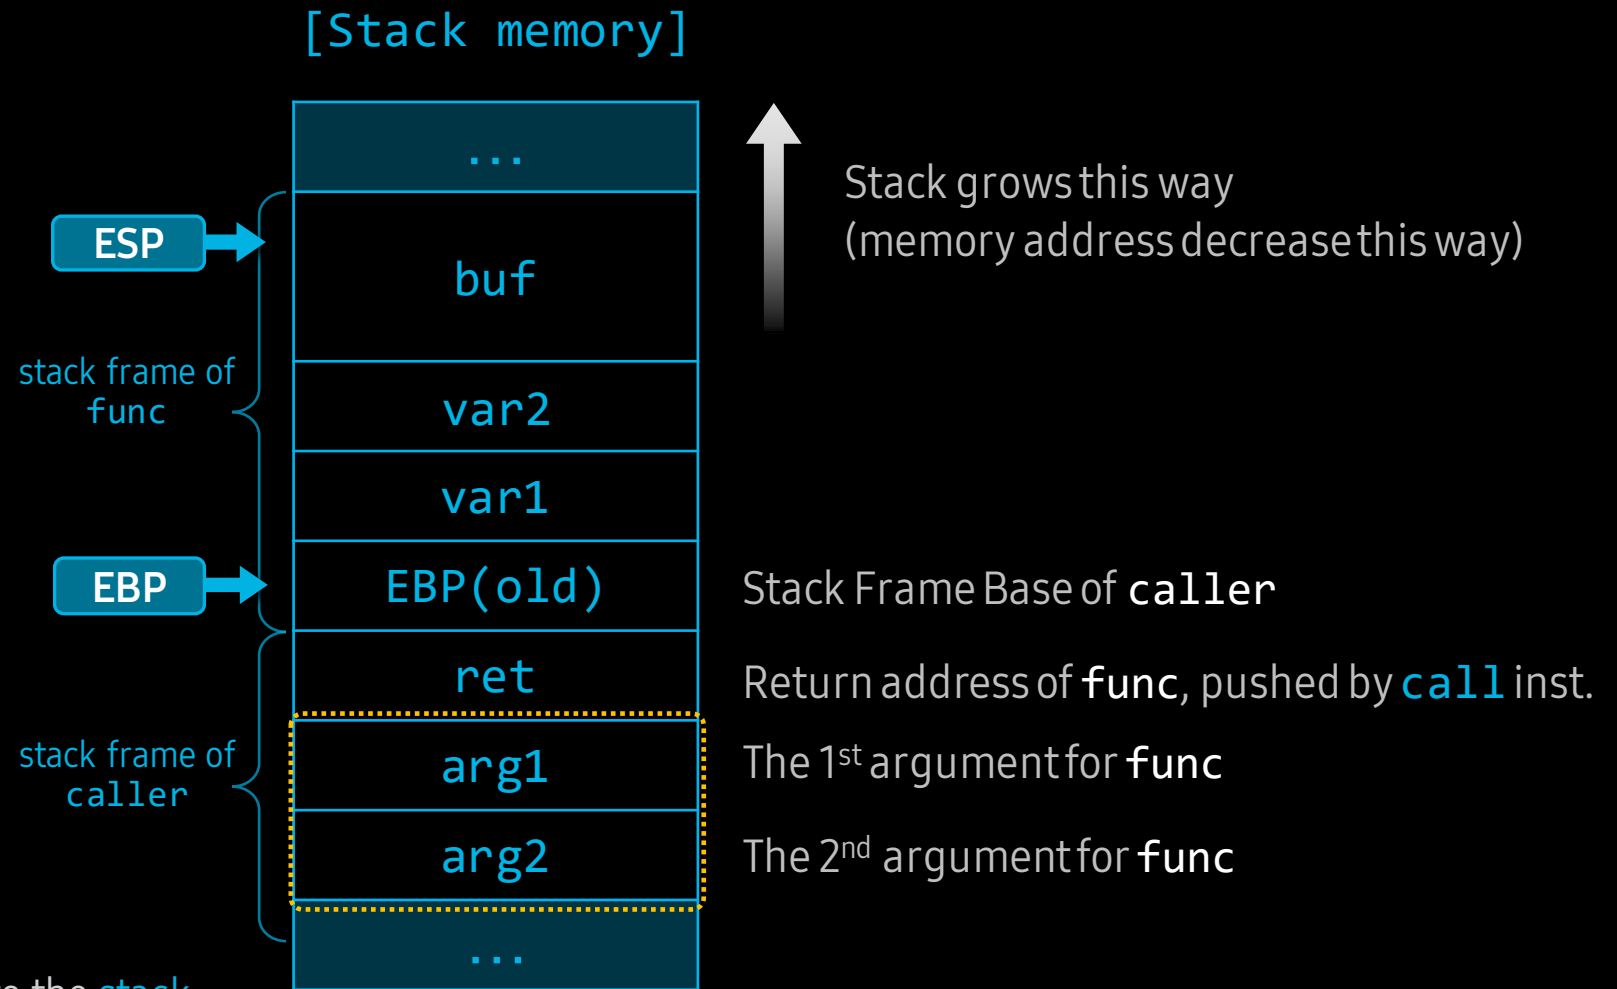 [Stack memory]
...
Stack grows this way
(memory address decrease this way)
ESP
buf
stack frame of
func
var2
var1
EBP
EBP(old)
Stack Frame Base of caller
ret
Return address of func, pushed by call inst.
stack frame of
caller
arg1
The 1st argument for func
arg2
The 2nd argument for func
...
the stack